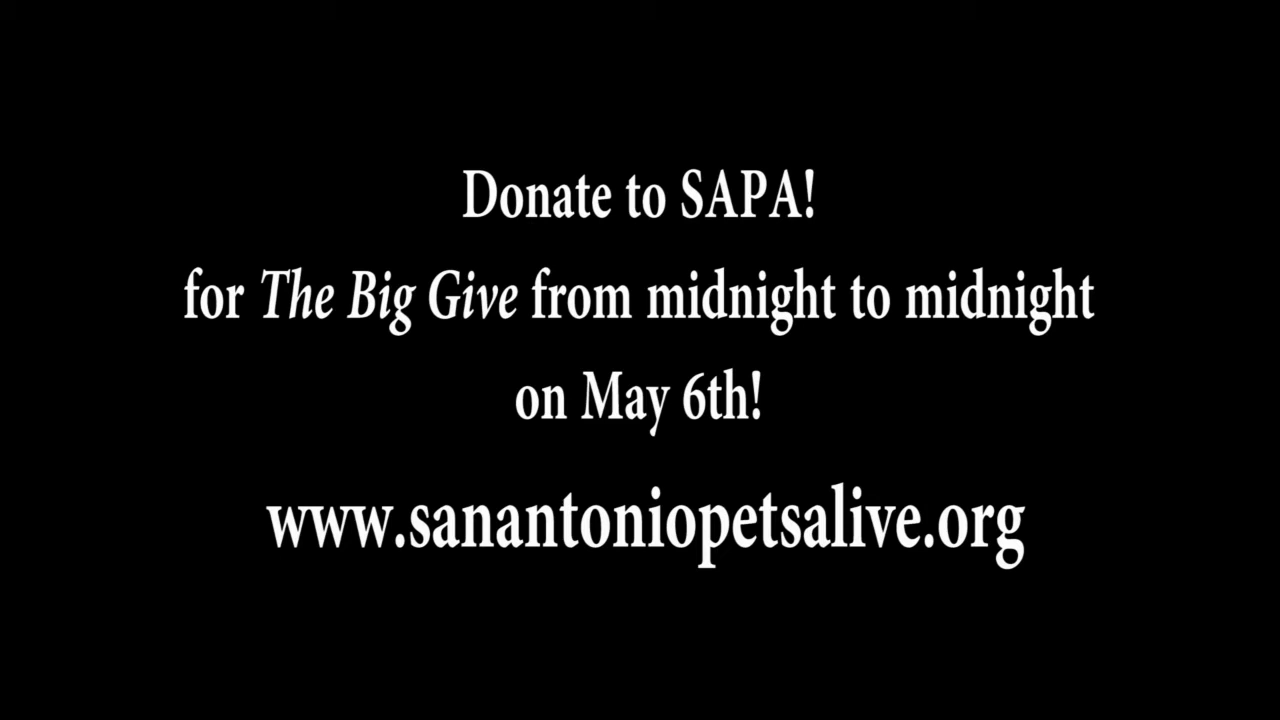 Donate to SAPA!
for The Big Give from midnight to midnight
on May 6th!
www.sanantoniopetsalive.org